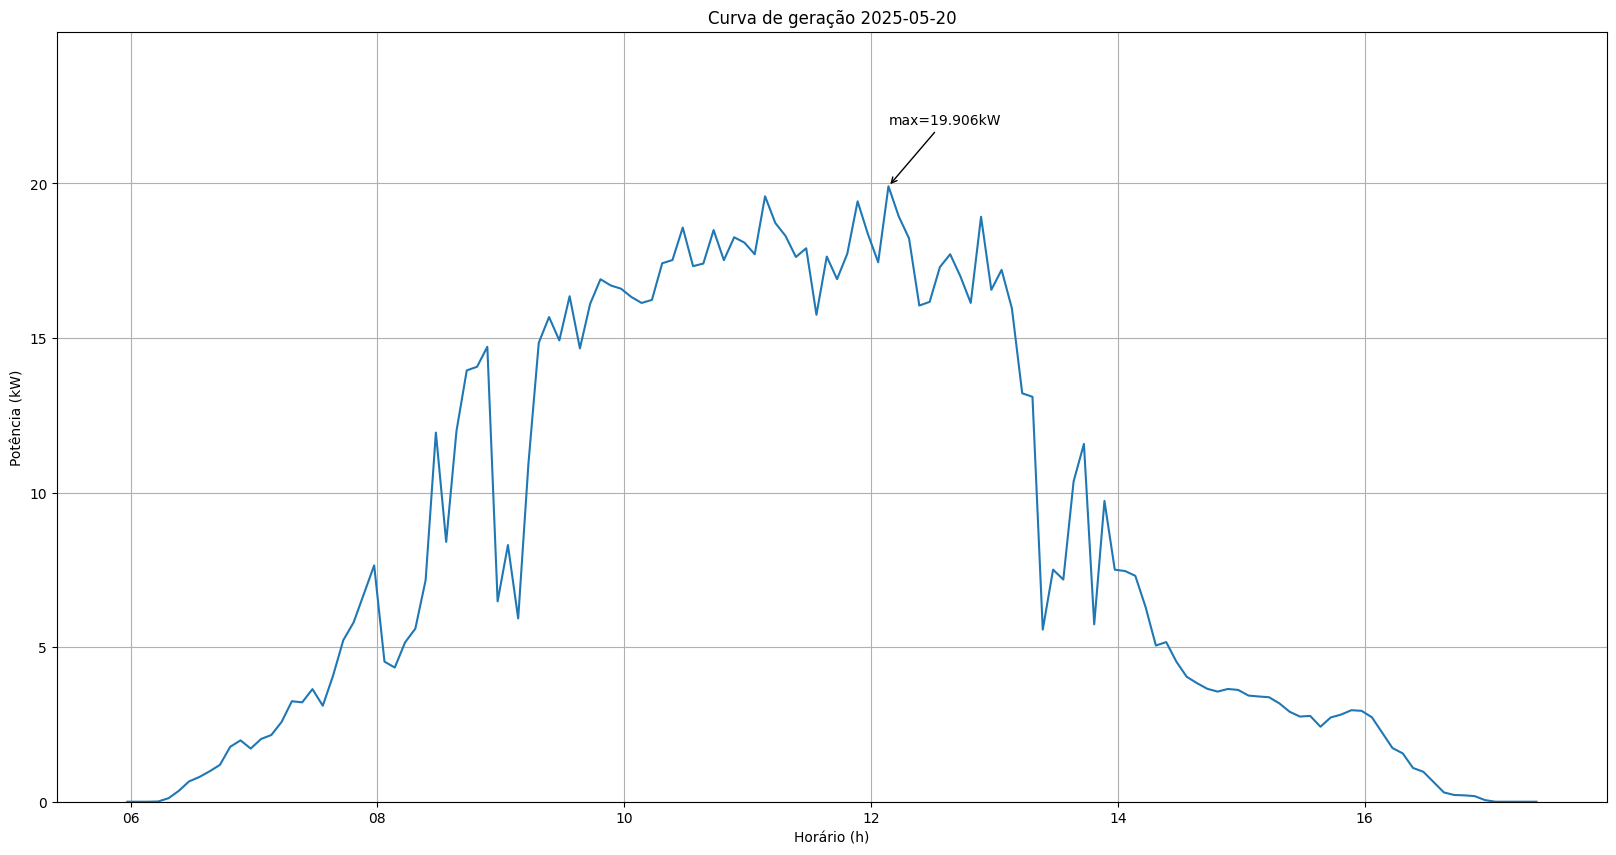 Curva de geração 2025-05-20
max=19.906kW
20
15
10
5
0
Potência (kW)
06 08 10 12 14 16
Horário (h)